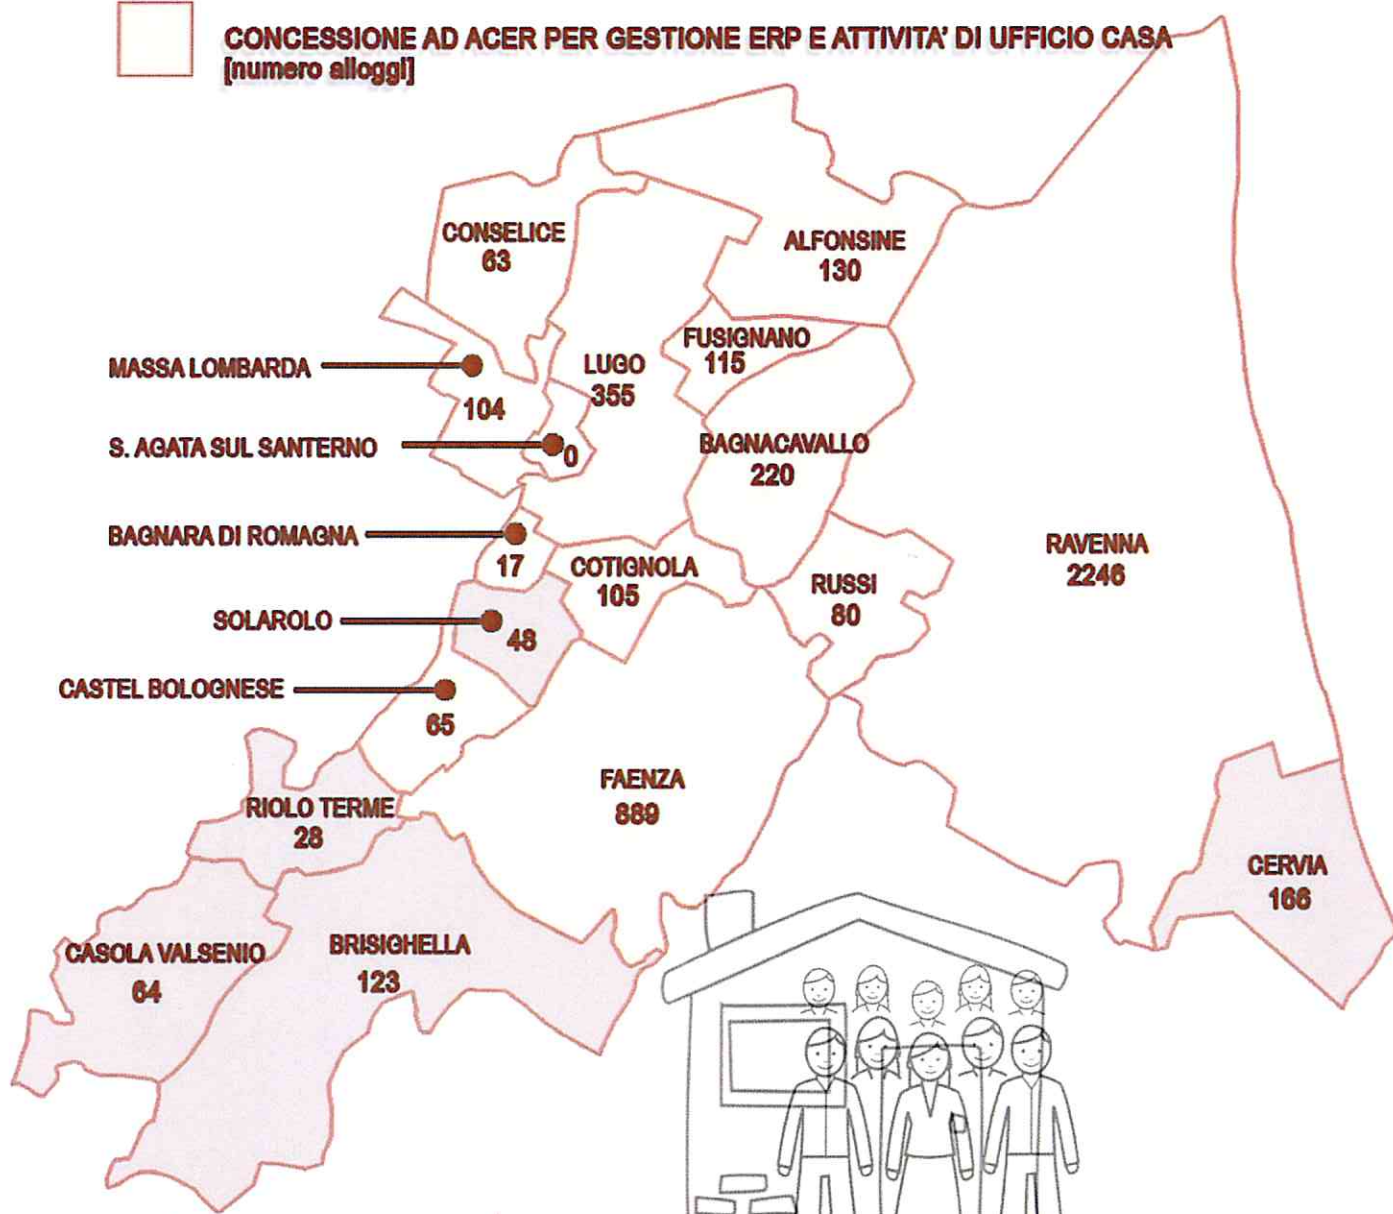 CONCESSIONE AD ACER PER GESTIONE ERP E ATTIVITA' DI UFFICIO CASA
[numero alloggi]
CONSELICE
63
ALFONSINE
130
FUSIGNANO
115
MASSA LOMBARDA
104
LUGO
355
S. AGATA SUL SANTERNO
0
BAGNACAVALLO
220
BAGNARA DI ROMAGNA
17
COTIGNOLA
105
RUSSI
80
RAVENNA
2246
SOLAROLO
48
CASTEL BOLOGNESE
65
FAENZA
889
RIOLO TERME
28
CERVIA
166
CASOLA VALSENIO
64
BRISIGHELLA
123